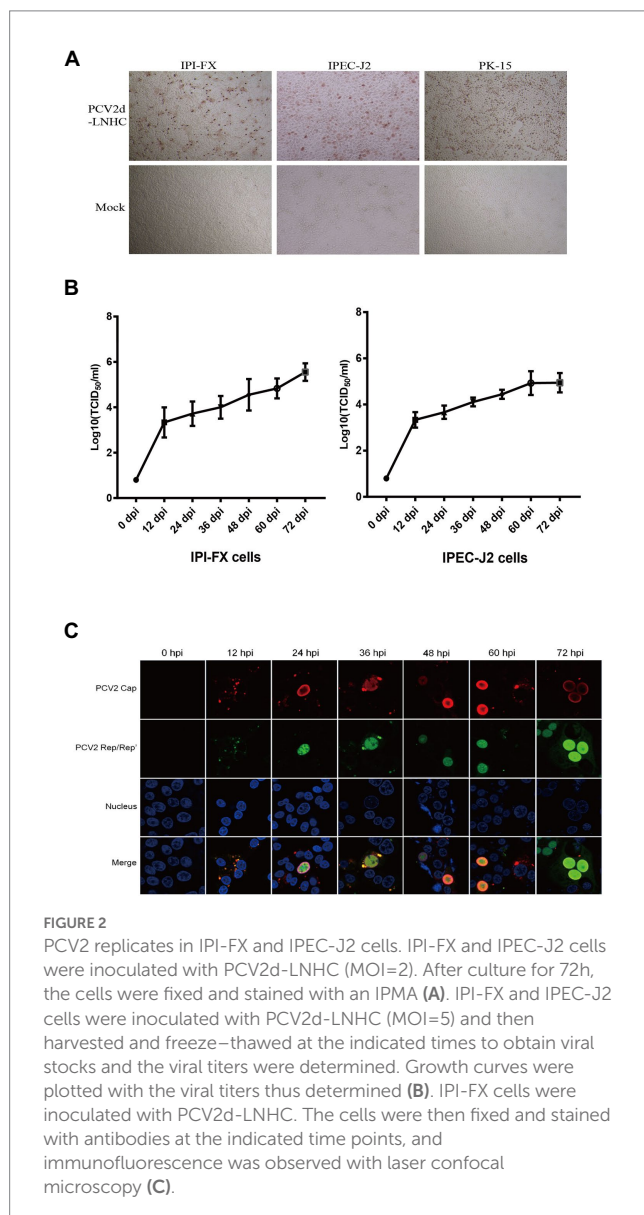 A
IPI-FX IPEC-J2 PK-15
PCV2d
-LNHC
Mock
B
8
6
4
2
0
Log10(TCID50/ml)
0 dpi 12 dpi 24 dpi 36 dpi 48 dpi 60 dpi 72 dpi
IPI-FX cells
8
6
4
2
0
Log10(TCID50/ml)
0 dpi 12 dpi 24 dpi 36 dpi 48 dpi 60 dpi 72 dpi
IPEC-J2 cells
C
0 hpi 12 hpi 24 hpi 36 hpi 48 hpi 60 hpi 72 hpi
PCV2 Cap
PCV2 Rep/Rep'
Nucleus
Merge
FIGURE 2
PCV2 replicates in IPI-FX and IPEC-J2 cells. IPI-FX and IPEC-J2 cells
were inoculated with PCV2d-LNHC (MOI=2). After culture for 72h,
the cells were fixed and stained with an IPMA (A). IPI-FX and IPEC-J2
cells were inoculated with PCV2d-LNHC (MOI=5) and then
harvested and freeze–thawed at the indicated times to obtain viral
stocks and the viral titers were determined. Growth curves were
plotted with the viral titers thus determined (B). IPI-FX cells were
inoculated with PCV2d-LNHC. The cells were then fixed and stained
with antibodies at the indicated time points, and
immunofluorescence was observed with laser confocal
microscopy (C).